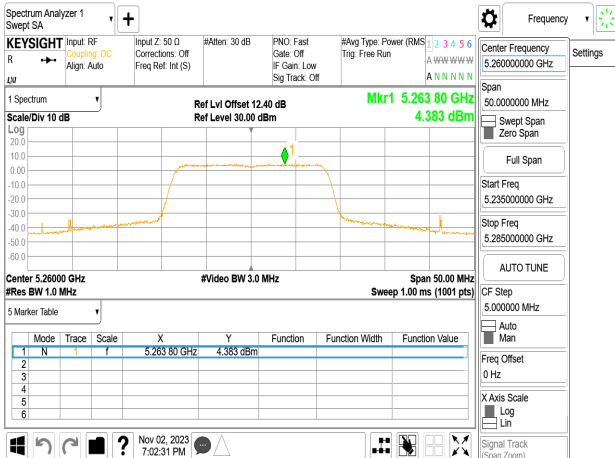 Spectrum Analyzer 1
Swept SA
Frequency
KEYSIGHT
R
LXI
Input: RF
Coupling: DC
Align: Auto
Input Z: 50 Ω
Corrections: Off
Freq Ref: Int (S)
#Atten: 30 dB
PNO: Fast
Gate: Off
IF Gain: Low
Sig Track: Off
#Avg Type: Power (RMS
Trig: Free Run
1 2 3 4 5 6
A W W W W W
A N N N N N
Settings
1 Spectrum
Scale/Div 10 dB
Ref Lvl Offset 12.40 dB
Ref Level 30.00 dBm
Mkr1 5.263 80 GHz
4.383 dBm
Log
20.0
10.0
0.00
-10.0
-20.0
-30.0
-40.0
-50.0
-60.0
1
Center 5.26000 GHz
#Res BW 1.0 MHz
#Video BW 3.0 MHz
Span 50.00 MHz
Sweep 1.00 ms (1001 pts)
5 Marker Table
Mode Trace Scale X Y Function Function Width Function Value
1 N 1 f 5.263 80 GHz 4.383 dBm
2
3
4
5
6
Nov 02, 2023
7:02:31 PM
?
Center Frequency
5.260000000 GHz
Span
50.0000000 MHz
Swept Span
Zero Span
Full Span
Start Freq
5.235000000 GHz
Stop Freq
5.285000000 GHz
AUTO TUNE
CF Step
5.000000 MHz
Auto
Man
Freq Offset
0 Hz
X Axis Scale
Log
Lin
Signal Track
(Span Zoom)